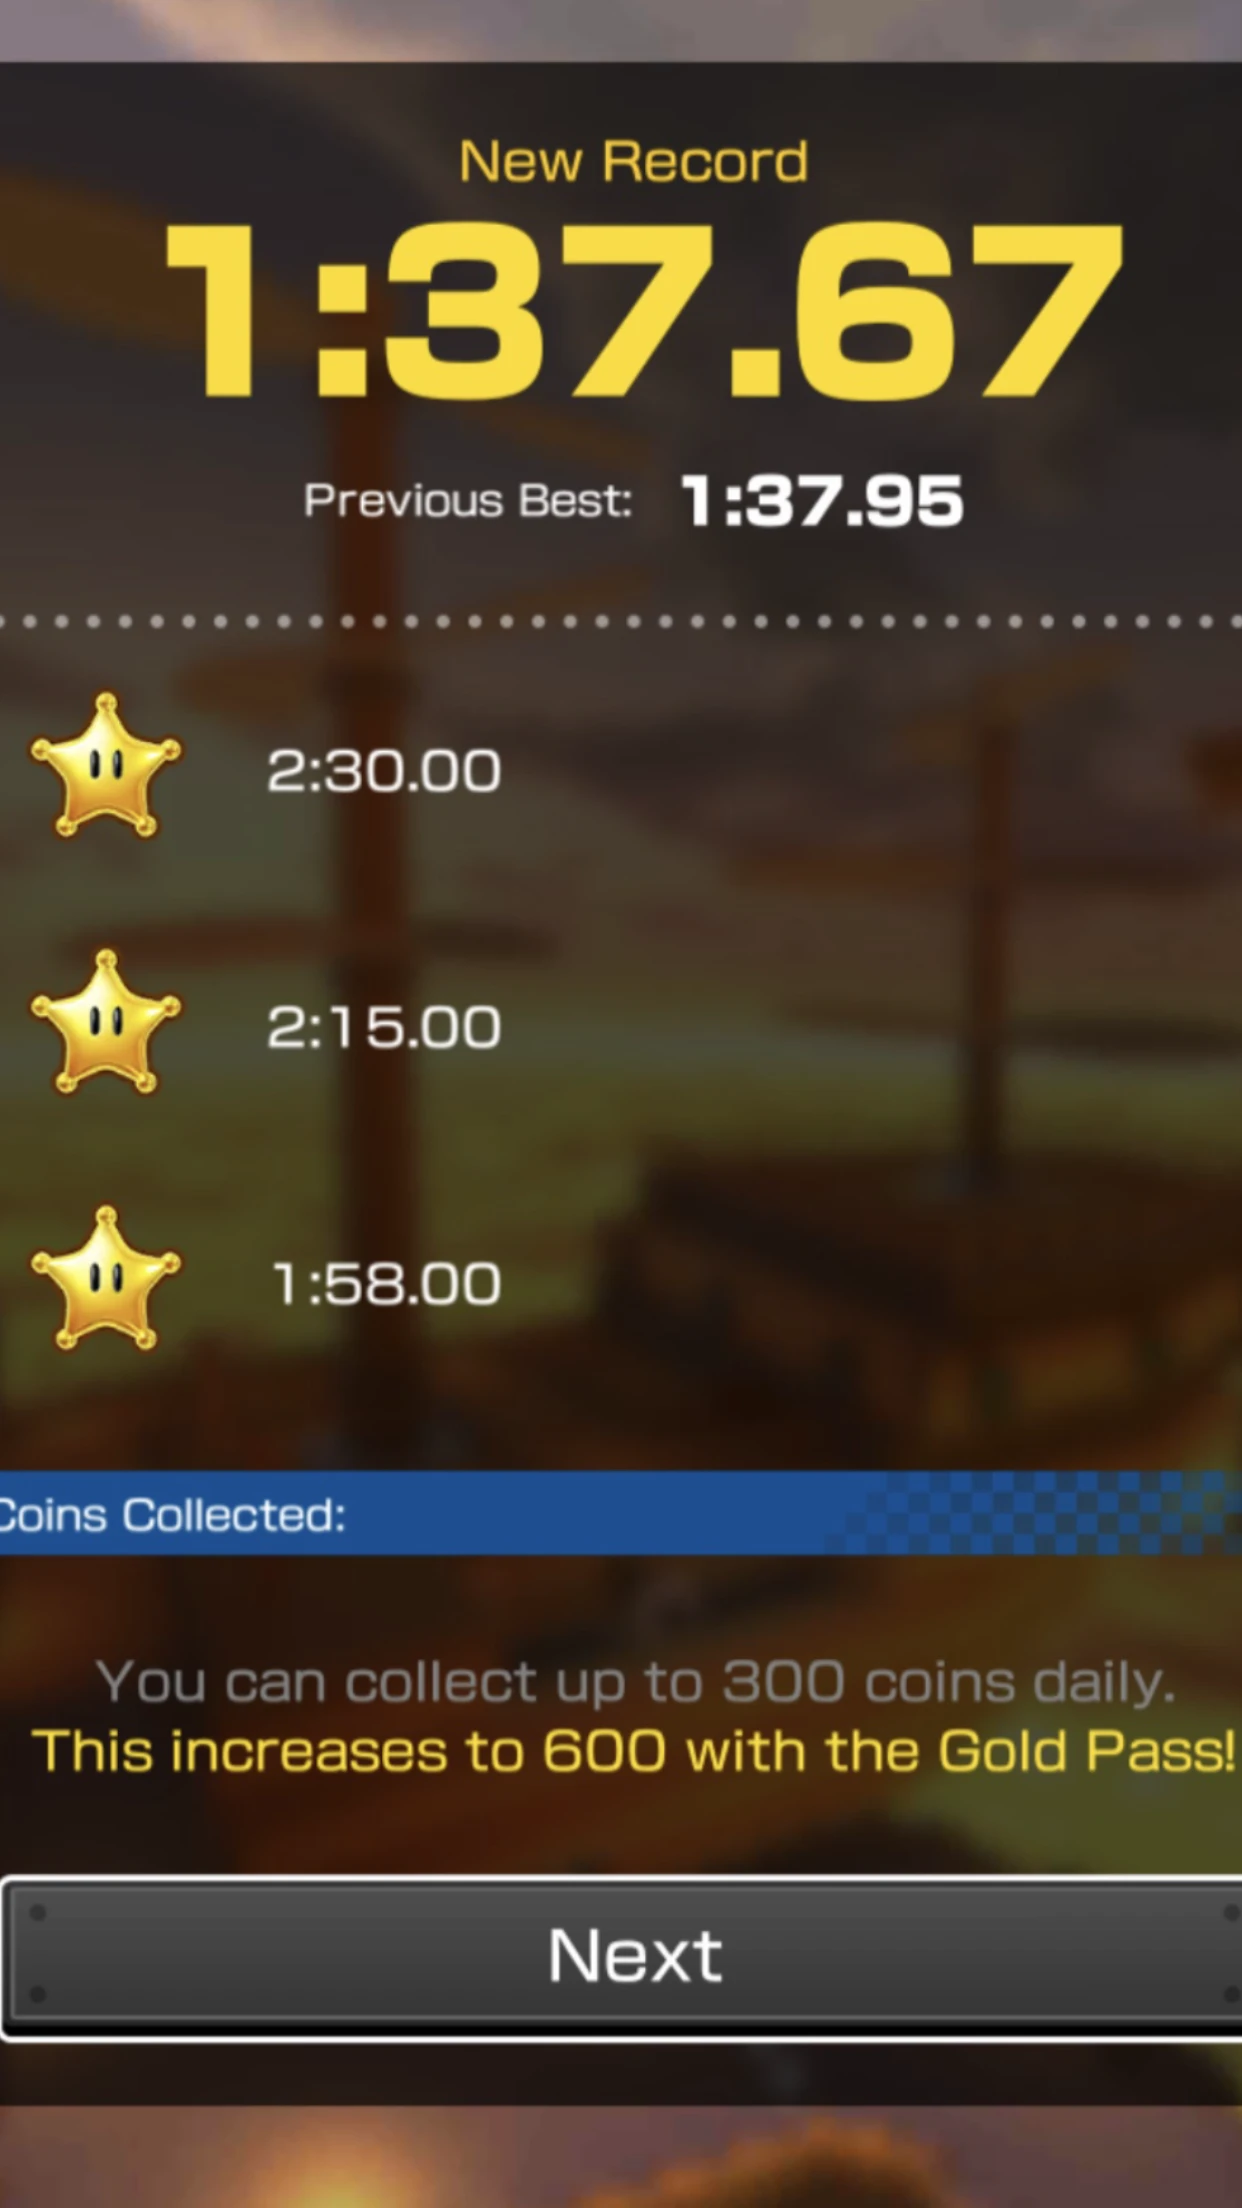 New Record
1:37.67
Previous Best: 1:37.95
2:30.00
2:15.00
1:58.00
Coins Collected:
You can collect up to 300 coins daily.
This increases to 600 with the Gold Pass!
Next